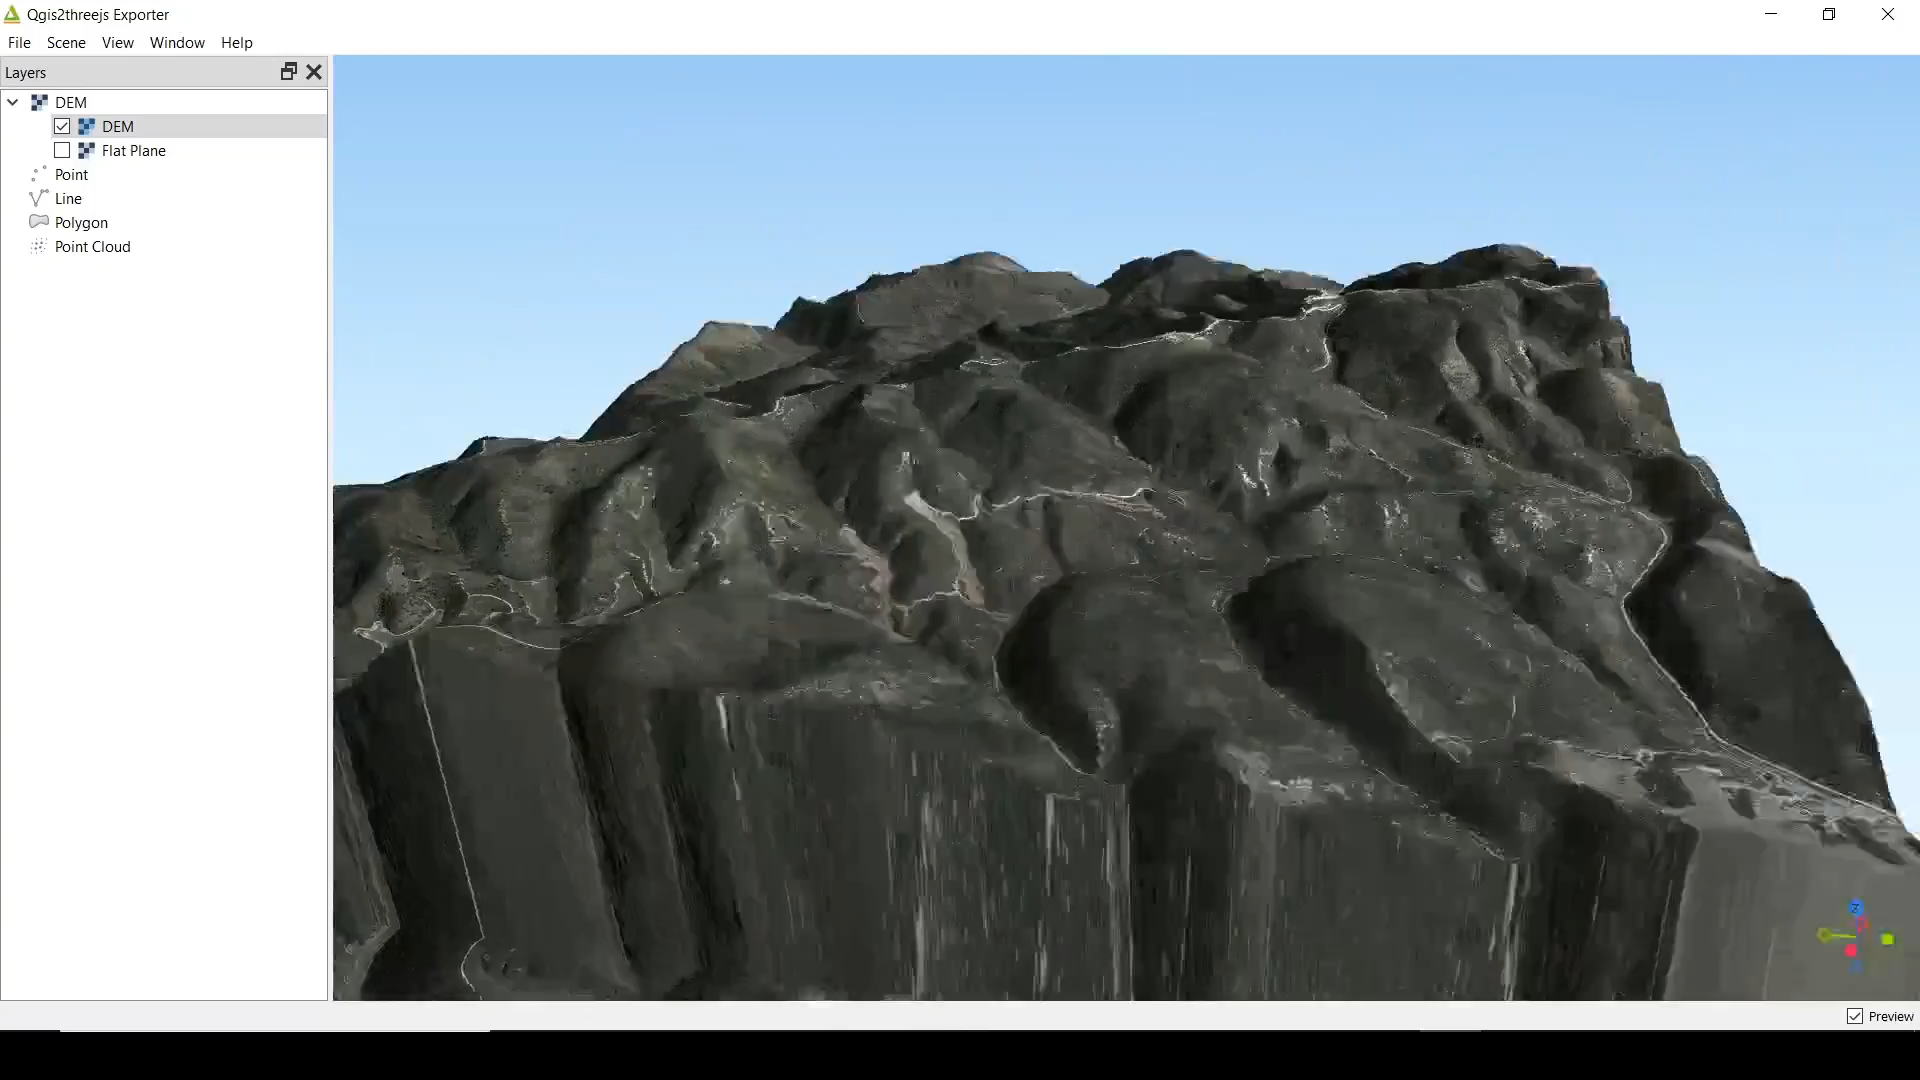 Qgis2threejs Exporter
File Scene View Window Help
Layers
DEM
DEM
Flat Plane
Point
Line
Polygon
Point Cloud
Z
Preview